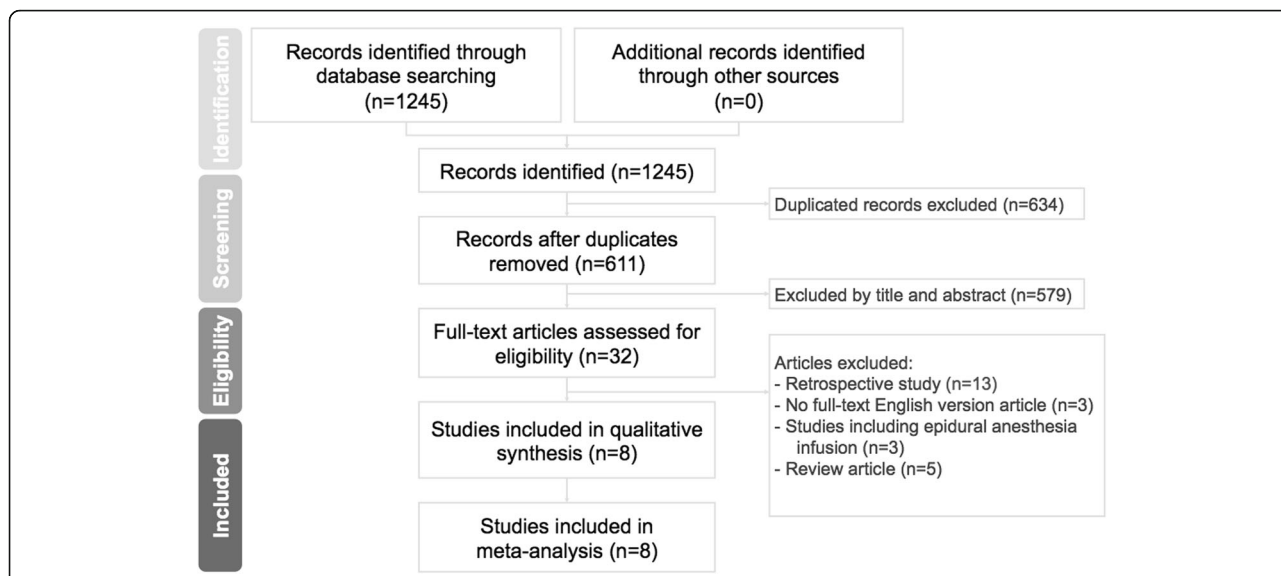 Identification
Records identified through
database searching
(n=1245)
Additional records identified
through other sources
(n=0)
Records identified (n=1245)
Screening
Duplicated records excluded (n=634)
Records after duplicates
removed (n=611)
Excluded by title and abstract (n=579)
Eligibility
Full-text articles assessed for
eligibility (n=32)
Articles excluded:
- Retrospective study (n=13)
- No full-text English version article (n=3)
- Studies including epidural anesthesia
infusion (n=3)
- Review article (n=5)
Included
Studies included in qualitative
synthesis (n=8)
Studies included in
meta-analysis (n=8)